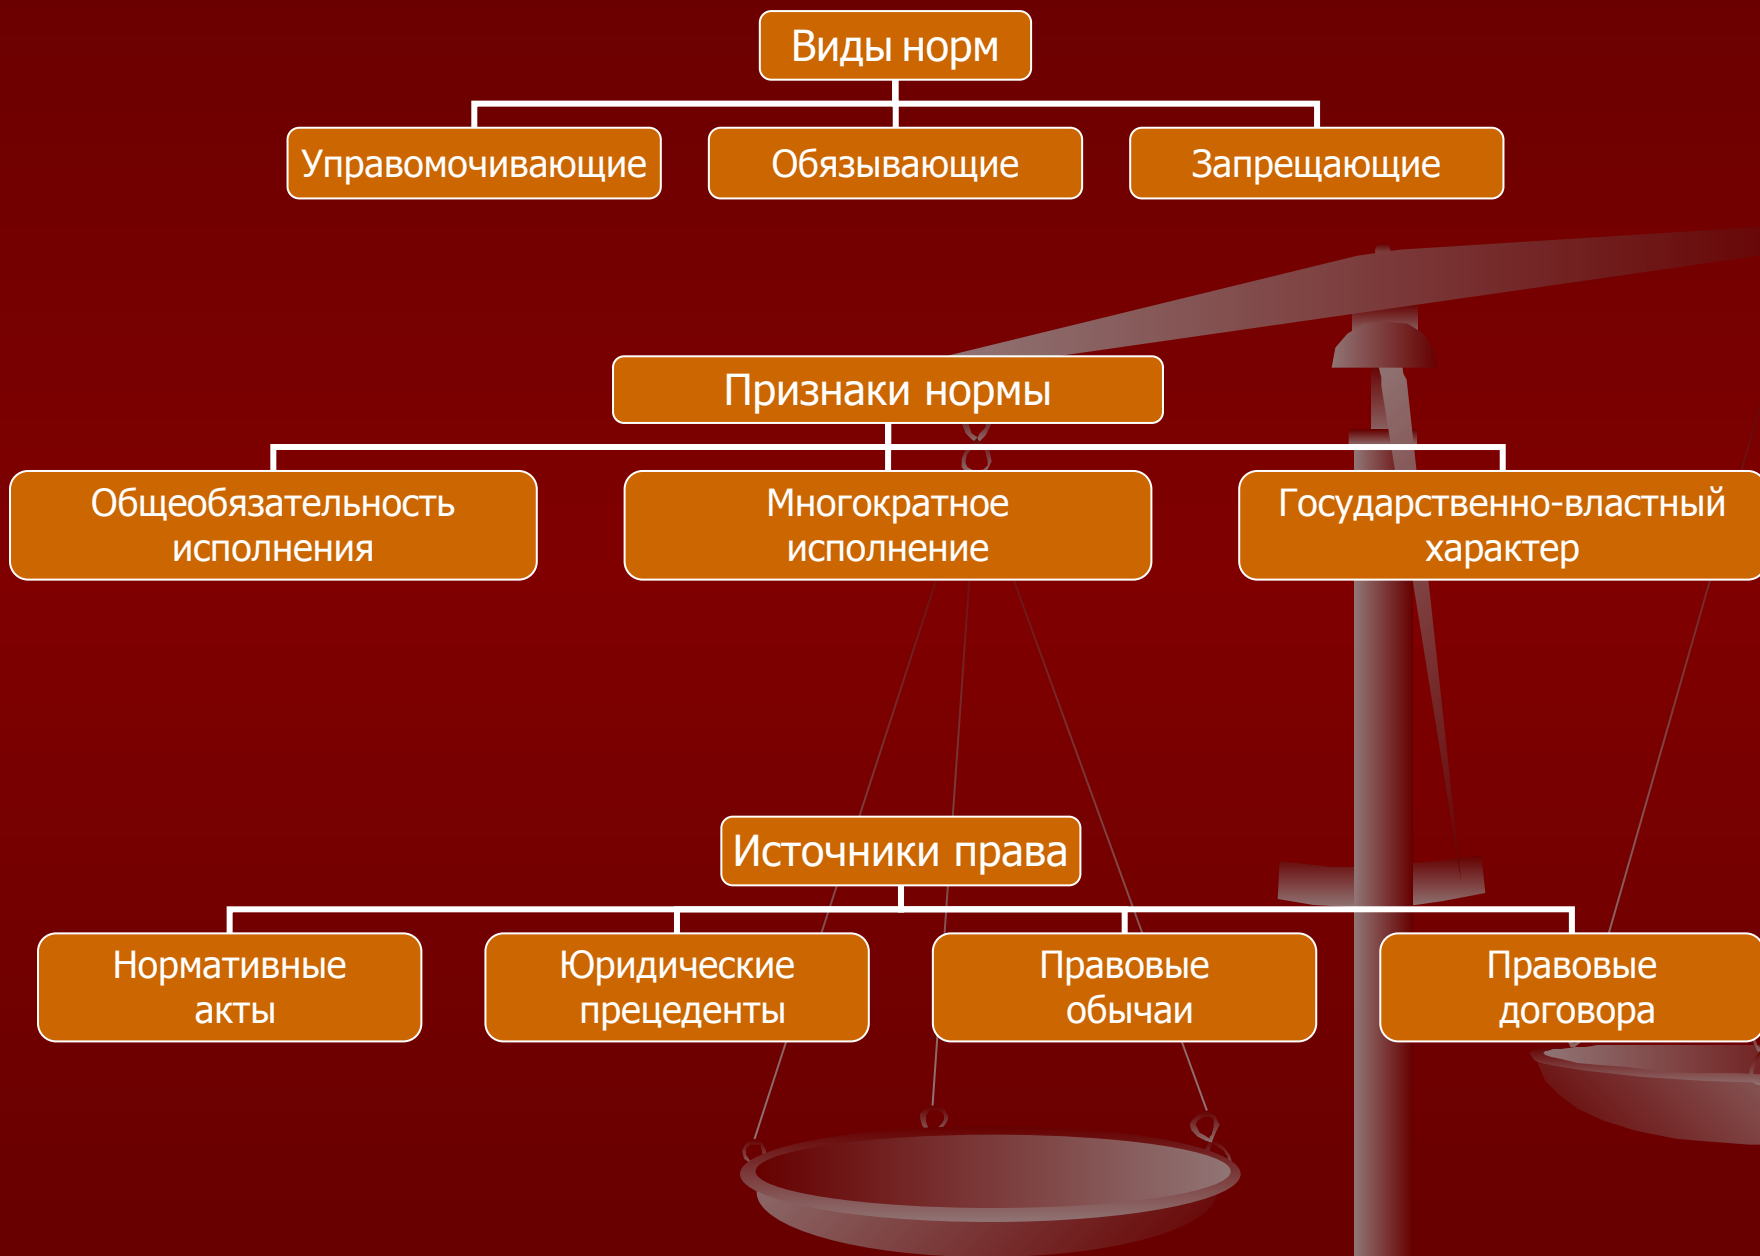 Виды норм
Управомочивающие
Обязывающие
Запрещающие
Признаки нормы
Общеобязательность
исполнения
Многократное
исполнение
Государственно-властный
характер
Источники права
Нормативные
акты
Юридические
прецеденты
Правовые
обычаи
Правовые
договора